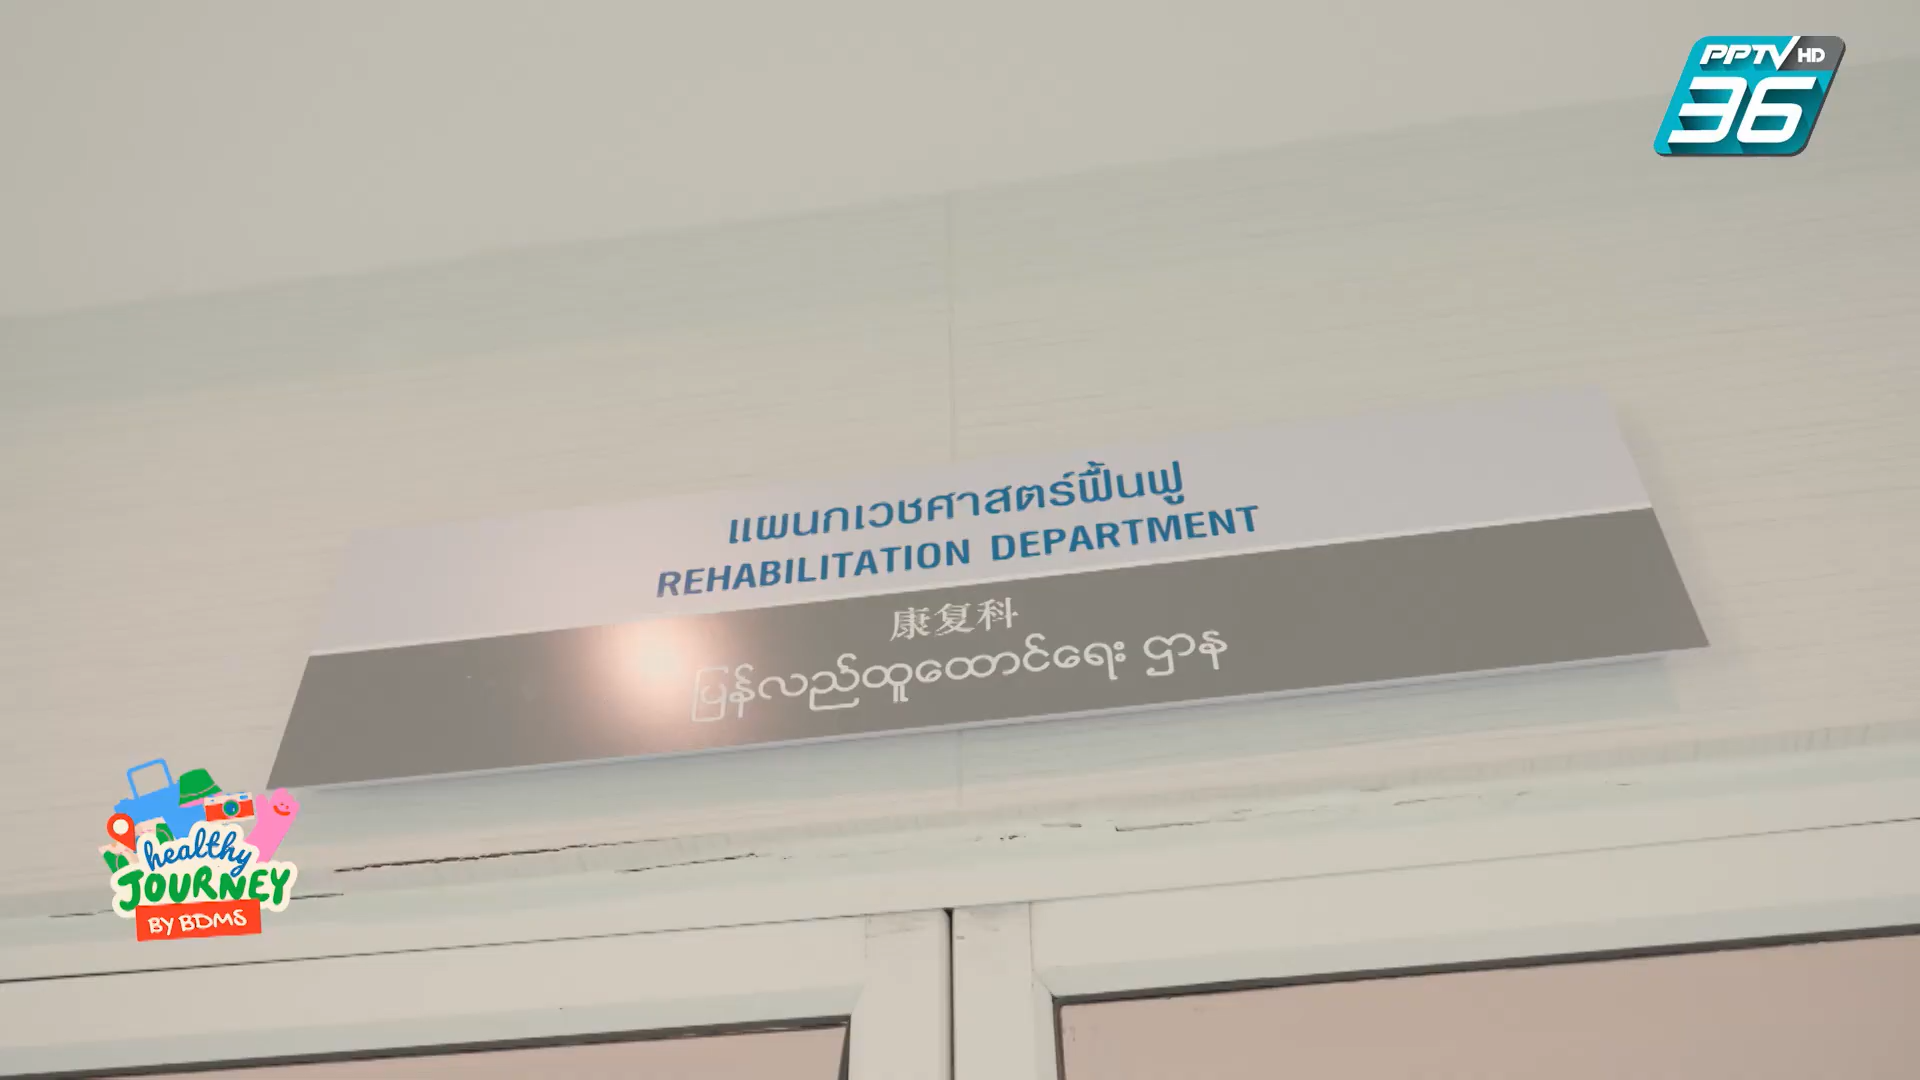 PPTV HD
36
แผนกเวชศาสตร์ฟื้นฟู
REHABILITATION DEPARTMENT
康复科
ပြန်လည်ထူထောင်ရေး ဌာန
healthy
JOURNEY
BY BDMS